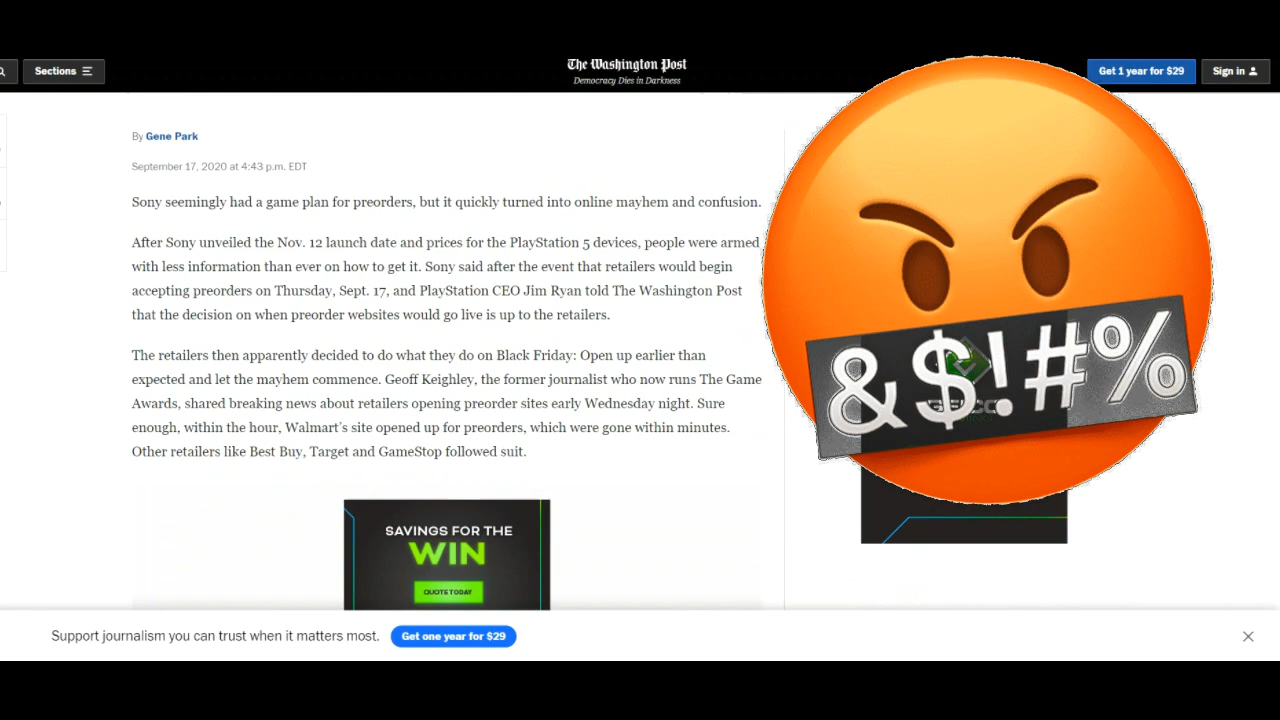 Sections
The Washington Post
Democracy Dies in Darkness
Get 1 year for $29
Sign in
By Gene Park
September 17, 2020 at 4:43 p.m. EDT
Sony seemingly had a game plan for preorders, but it quickly turned into online mayhem and confusion.
After Sony unveiled the Nov. 12 launch date and prices for the PlayStation 5 devices, people were armed
with less information than ever on how to get it. Sony said after the event that retailers would begin
accepting preorders on Thursday, Sept. 17, and PlayStation CEO Jim Ryan told The Washington Post
that the decision on when preorder websites would go live is up to the retailers.
The retailers then apparently decided to do what they do on Black Friday: Open up earlier than
expected and let the mayhem commence. Geoff Keighley, the former journalist who now runs The Game
Awards, shared breaking news about retailers opening preorder sites early Wednesday night. Sure
enough, within the hour, Walmart's site opened up for preorders, which were gone within minutes.
Other retailers like Best Buy, Target and GameStop followed suit.
&$!#%
SAVINGS FOR THE
WIN
QUOTE TODAY
Support journalism you can trust when it matters most.
Get one year for $29